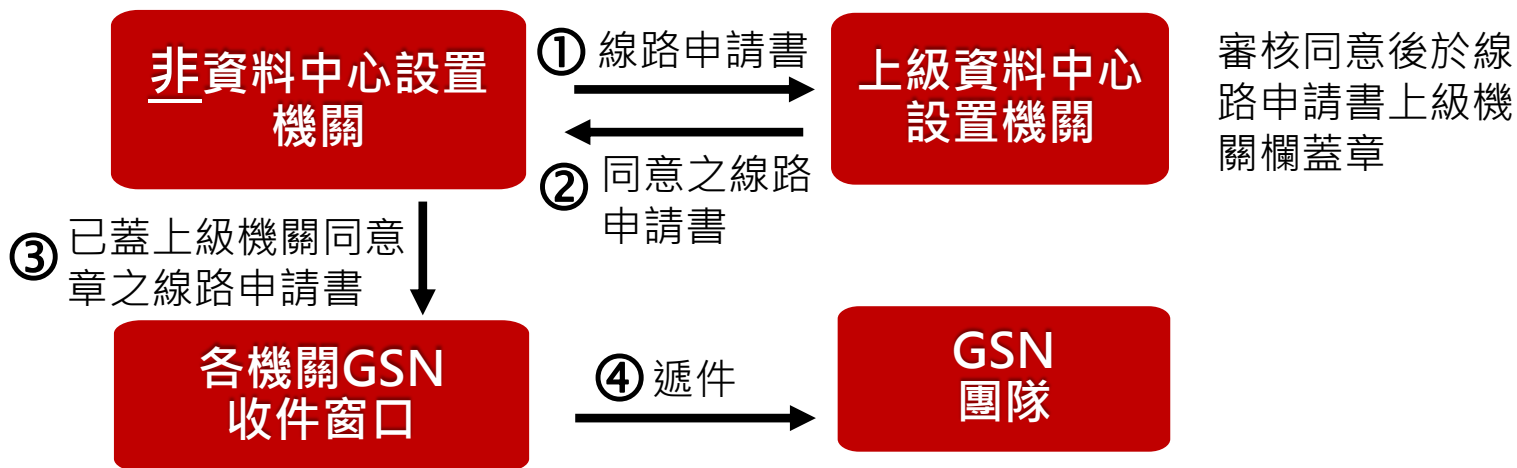 非資料中心設置
機關
① 線路申請書
上級資料中心
設置機關
審核同意後於線
路申請書上級機
關欄蓋章
② 同意之線路
申請書
③ 已蓋上級機關同意
章之線路申請書
各機關GSN
收件窗口
④ 遞件
GSN
團隊